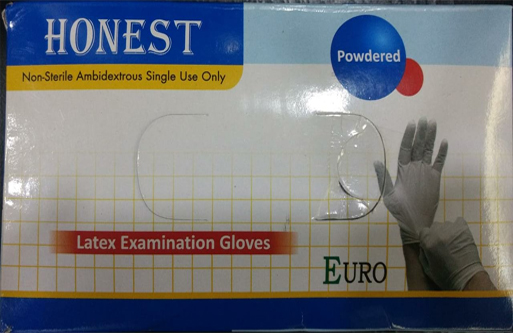 HONEST
Non-Sterile Ambidextrous Single Use Only
Powdered
Latex Examination Gloves
EURO